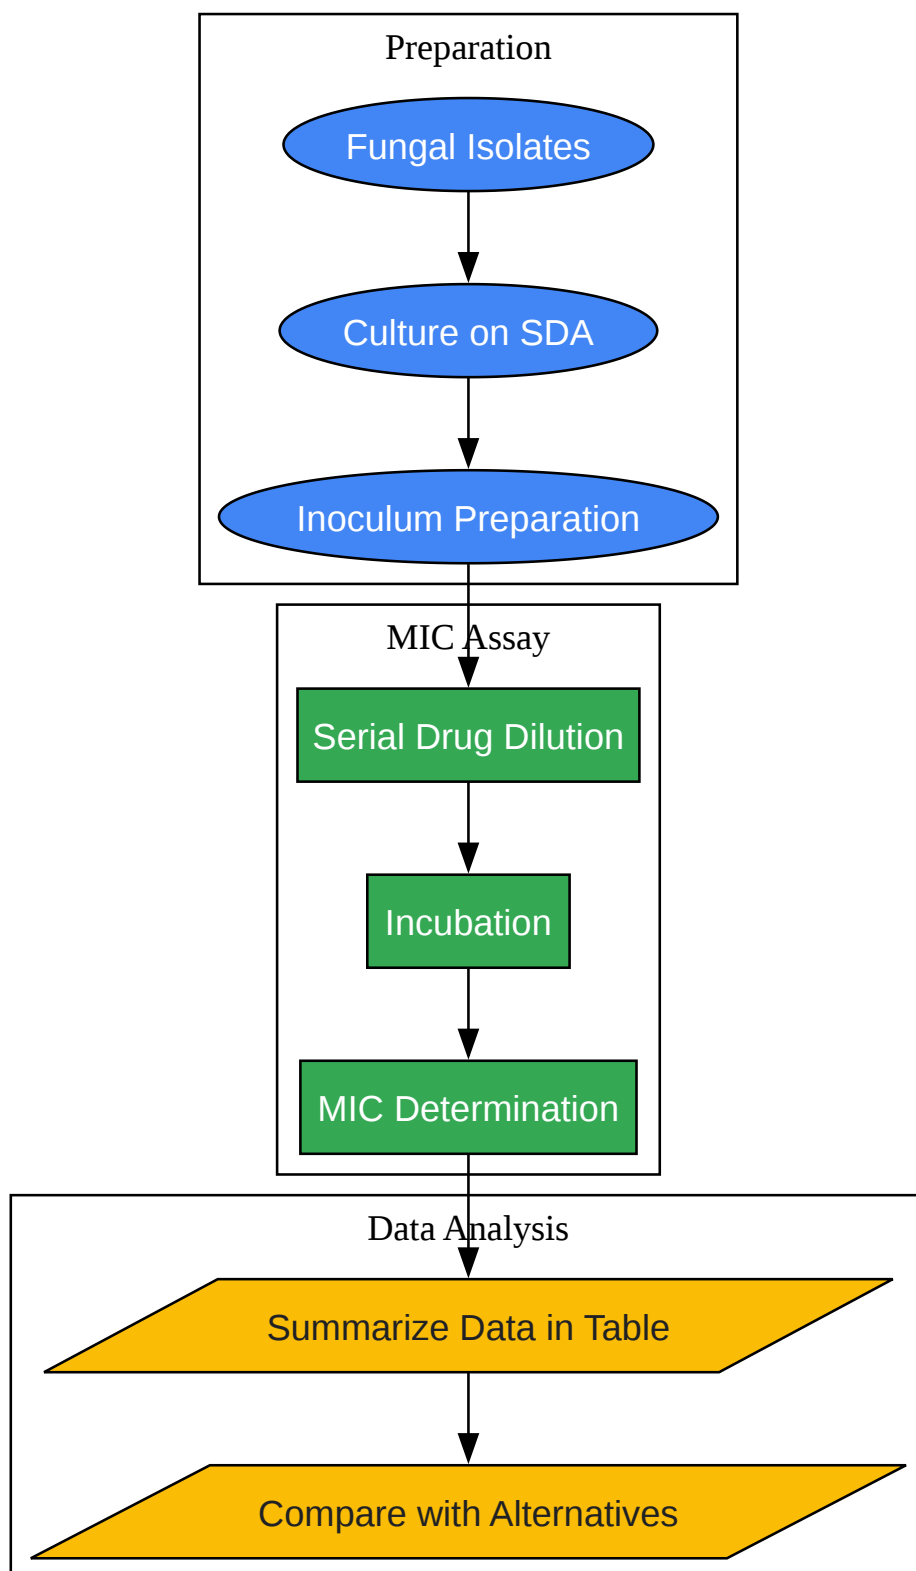 Preparation
Fungal Isolates
Culture on SDA
Inoculum Preparation
MIC Assay
Serial Drug Dilution
Incubation
MIC Determination
Data Analysis
Summarize Data in Table
Compare with Alternatives